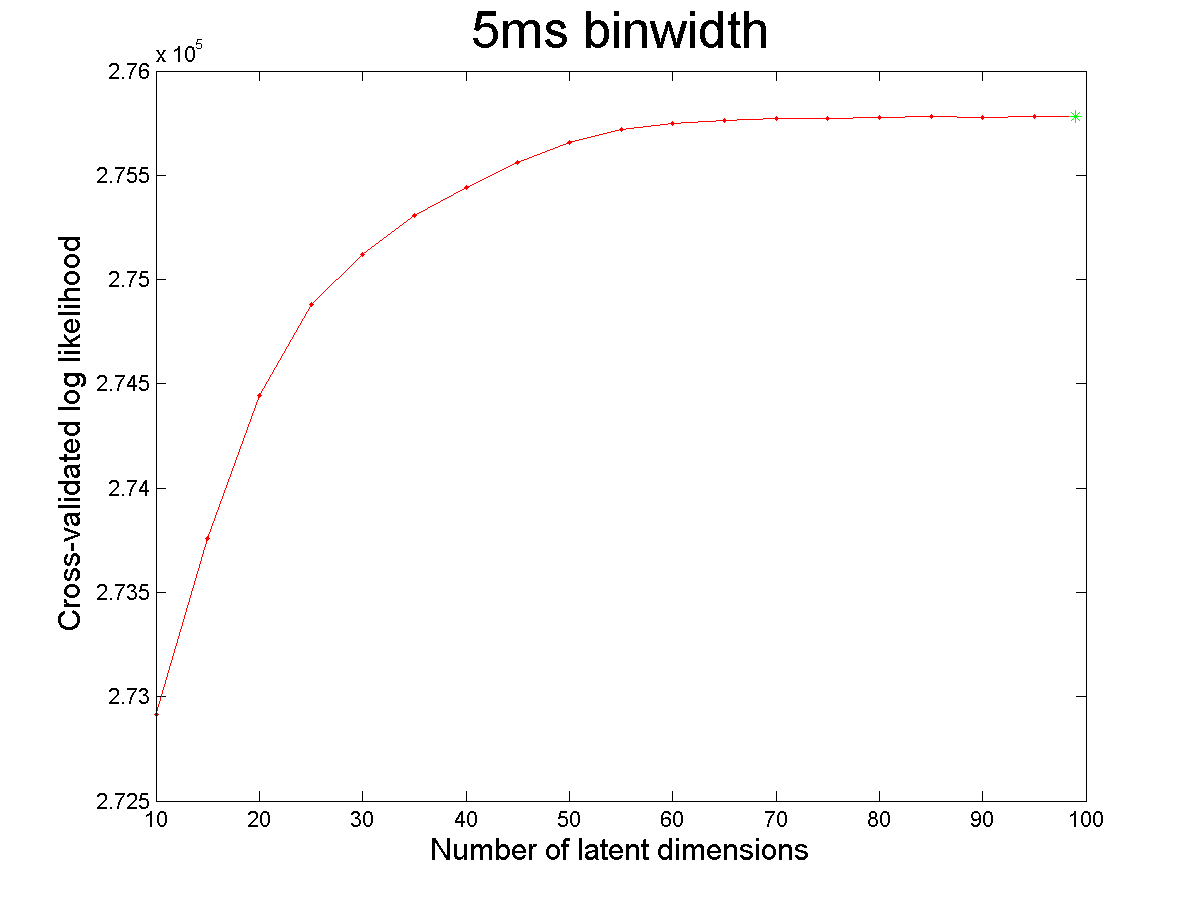 5ms binwidth
x 10^5
2.76
2.755
2.75
2.745
2.74
2.735
2.73
2.725
Cross-validated log likelihood
10 20 30 40 50 60 70 80 90 100
Number of latent dimensions